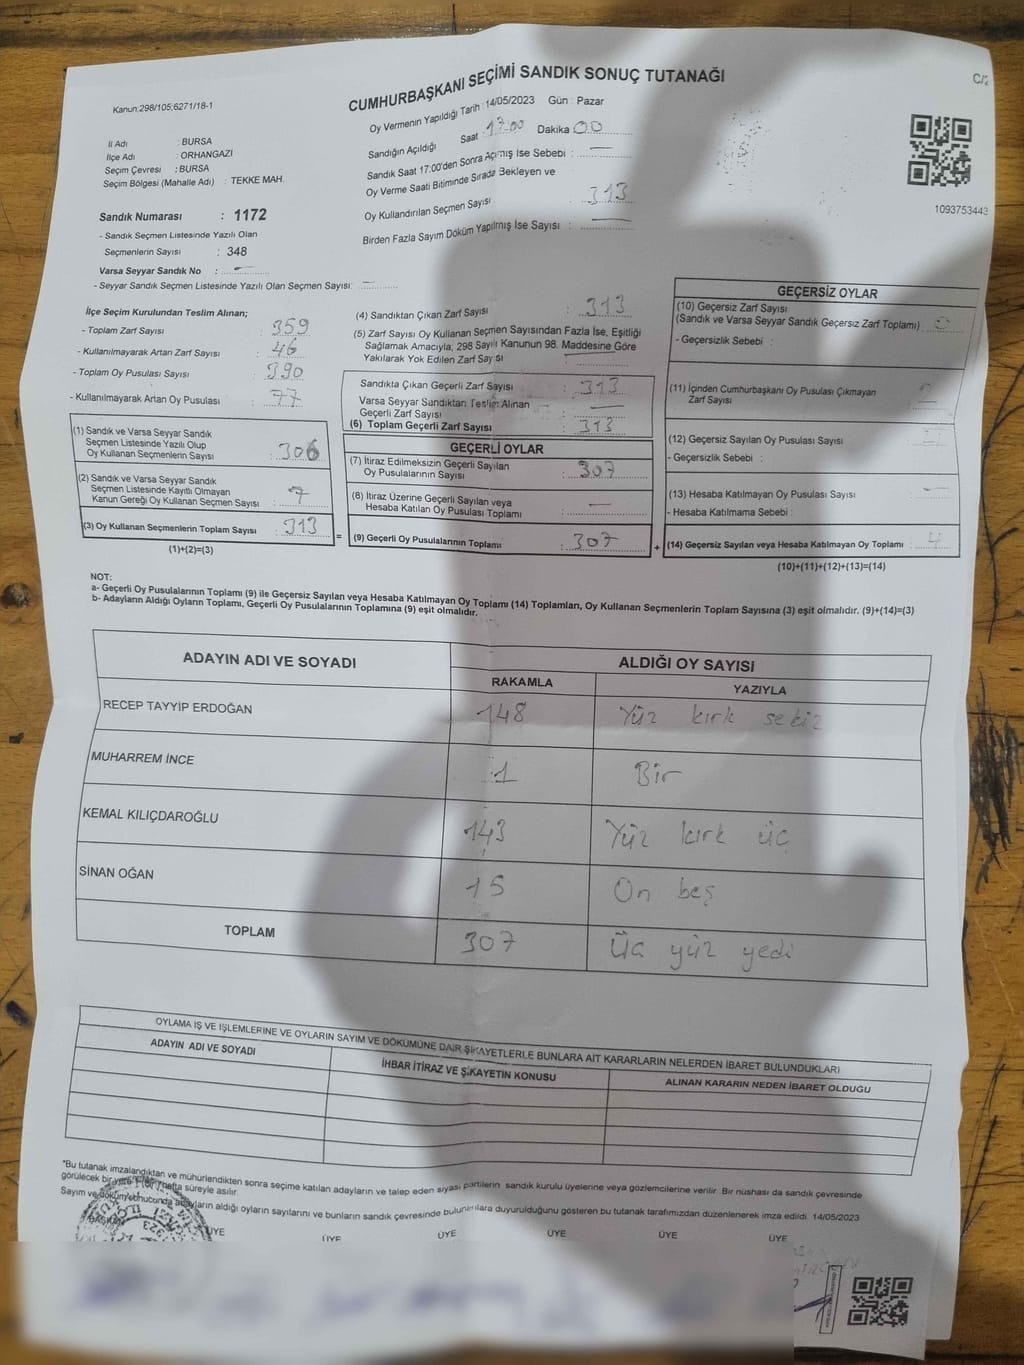 CUMHURBAŞKANI SEÇİMİ SANDIK SONUÇ TUTANAĞI
C/2
Kanun:298/105;6271/18-1
Oy Vermenin Yapıldığı Tarih : 14/05/2023 Gün : Pazar
Sandığın Açıldığı Saat : 17:00 Dakika 00
Sandık Saat 17:00'den Sonra Açılmış İse Sebebi : —
Oy Verme Saati Bitiminde Sırada Bekleyen ve
Oy Kullandırılan Seçmen Sayısı : 313
Birden Fazla Sayım Döküm Yapılmış İse Sayısı : —
İl Adı : BURSA
İlçe Adı : ORHANGAZİ
Seçim Çevresi : BURSA
Seçim Bölgesi (Mahalle Adı) : TEKKE MAH.
1093753443
Sandık Numarası : 1172
- Sandık Seçmen Listesinde Yazılı Olan
Seçmenlerin Sayısı : 348
Varsa Seyyar Sandık No : —
- Seyyar Sandık Seçmen Listesinde Yazılı Olan Seçmen Sayısı: —
İlçe Seçim Kurulundan Teslim Alınan;
- Toplam Zarf Sayısı : 359
- Kullanılmayarak Artan Zarf Sayısı : 46
- Toplam Oy Pusulası Sayısı : 390
- Kullanılmayarak Artan Oy Pusulası : 77
(1) Sandık ve Varsa Seyyar Sandık
Seçmen Listesinde Yazılı Olup
Oy Kullanan Seçmenlerin Sayısı : 306
(2) Sandık ve Varsa Seyyar Sandık
Seçmen Listesinde Kayıtlı Olmayan
Kanun Gereği Oy Kullanan Seçmen Sayısı : 7
(3) Oy Kullanan Seçmenlerin Toplam Sayısı : 313
(1)+(2)=(3)
(4) Sandıktan Çıkan Zarf Sayısı : 313
(5) Zarf Sayısı Oy Kullanan Seçmen Sayısından Fazla İse, Eşitliği
Sağlamak Amacıyla, 298 Sayılı Kanunun 98. Maddesine Göre
Yakılarak Yok Edilen Zarf Sayısı : —
Sandıkta Çıkan Geçerli Zarf Sayısı : 313
Varsa Seyyar Sandıktan Teslim Alınan
Geçerli Zarf Sayısı : —
(6) Toplam Geçerli Zarf Sayısı : 313
GEÇERLİ OYLAR
(7) İtiraz Edilmeksizin Geçerli Sayılan
Oy Pusulalarının Sayısı : 307
(8) İtiraz Üzerine Geçerli Sayılan veya
Hesaba Katılan Oy Pusulası Toplamı : —
=
(9) Geçerli Oy Pusulalarının Toplamı : 307
+
GEÇERSİZ OYLAR
(10) Geçersiz Zarf Sayısı
(Sandık ve Varsa Seyyar Sandık Geçersiz Zarf Toplamı) :
- Geçersizlik Sebebi :
(11) İçinden Cumhurbaşkanı Oy Pusulası Çıkmayan
Zarf Sayısı :
(12) Geçersiz Sayılan Oy Pusulası Sayısı :
- Geçersizlik Sebebi :
(13) Hesaba Katılmayan Oy Pusulası Sayısı : —
- Hesaba Katılmama Sebebi :
(14) Geçersiz Sayılan veya Hesaba Katılmayan Oy Toplamı : 4
(10)+(11)+(12)+(13)=(14)
NOT:
a- Geçerli Oy Pusulalarının Toplamı (9) ile Geçersiz Sayılan veya Hesaba Katılmayan Oy Toplamı (14) Toplamları, Oy Kullanan Seçmenlerin Toplam Sayısına (3) eşit olmalıdır. (9)+(14)=(3)
b- Adayların Aldığı Oyların Toplamı, Geçerli Oy Pusulalarının Toplamına (9) eşit olmalıdır.
ADAYIN ADI VE SOYADI
ALDIĞI OY SAYISI
RAKAMLA YAZIYLA
RECEP TAYYİP ERDOĞAN 148 Yüz kırk sekiz
MUHARREM İNCE 1 Bir
KEMAL KILIÇDAROĞLU 143 Yüz kırk üç
SİNAN OĞAN 15 On beş
TOPLAM 307 Üç yüz yedi
OYLAMA İŞ VE İŞLEMLERİNE VE OYLARIN SAYIM VE DÖKÜMÜNE DAİR ŞİKAYETLERLE BUNLARA AİT KARARLARIN NELERDEN İBARET BULUNDUKLARI
ADAYIN ADI VE SOYADI İHBAR İTİRAZ VE ŞİKAYETİN KONUSU ALINAN KARARIN NEDEN İBARET OLDUĞU
"Bu tutanak imzalandıktan ve mühürlendikten sonra seçime katılan adayların ve talep eden siyasi partilerin sandık kurulu üyelerine veya gözlemcilerine verilir. Bir nüshası da sandık çevresinde
görülecek bir yere 1 (bir) hafta süreyle asılır.
Sayım ve döküm sonucunda adayların aldığı oyların sayılarını ve bunların sandık çevresinde bulunanlara duyurulduğunu gösteren bu tutanak tarafımızdan düzenlenerek imza edildi. 14/05/2023
BAŞKAN ÜYE ÜYE ÜYE ÜYE ÜYE ÜYE